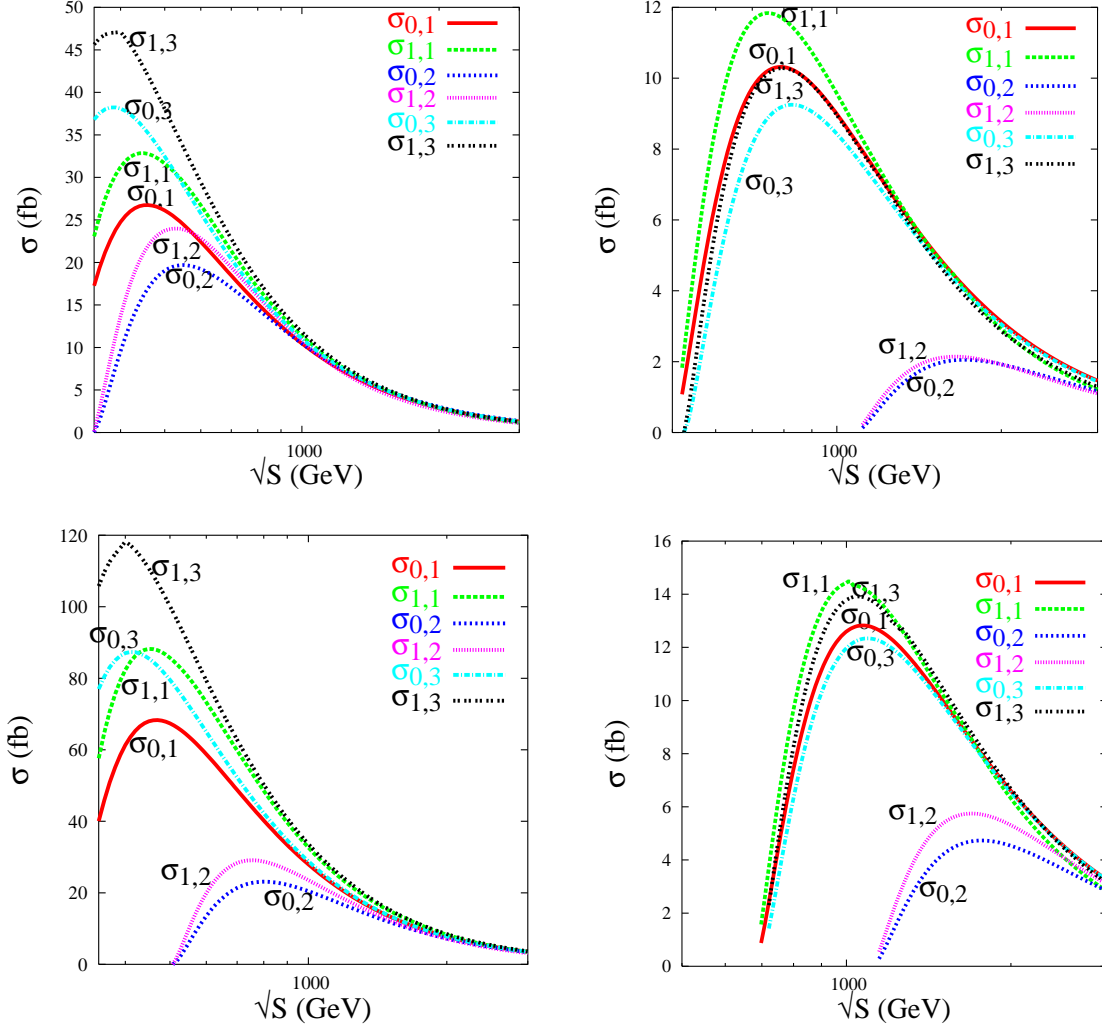 50
45
40
35
30
25
20
15
10
5
0
σ (fb)
1000
√S (GeV)
σ1,3
σ0,3
σ1,1
σ0,1
σ1,2
σ0,2
σ0,1
σ1,1
σ0,2
σ1,2
σ0,3
σ1,3
12
10
8
6
4
2
0
σ (fb)
1000
√S (GeV)
σ1,1
σ0,1
σ1,3
σ0,3
σ1,2
σ0,2
σ0,1
σ1,1
σ0,2
σ1,2
σ0,3
σ1,3
120
100
80
60
40
20
0
σ (fb)
1000
√S (GeV)
σ1,3
σ0,3
σ1,1
σ0,1
σ1,2
σ0,2
σ0,1
σ1,1
σ0,2
σ1,2
σ0,3
σ1,3
16
14
12
10
8
6
4
2
0
σ (fb)
1000
√S (GeV)
σ1,1
σ1,3
σ0,1
σ0,3
σ1,2
σ0,2
σ0,1
σ1,1
σ0,2
σ1,2
σ0,3
σ1,3